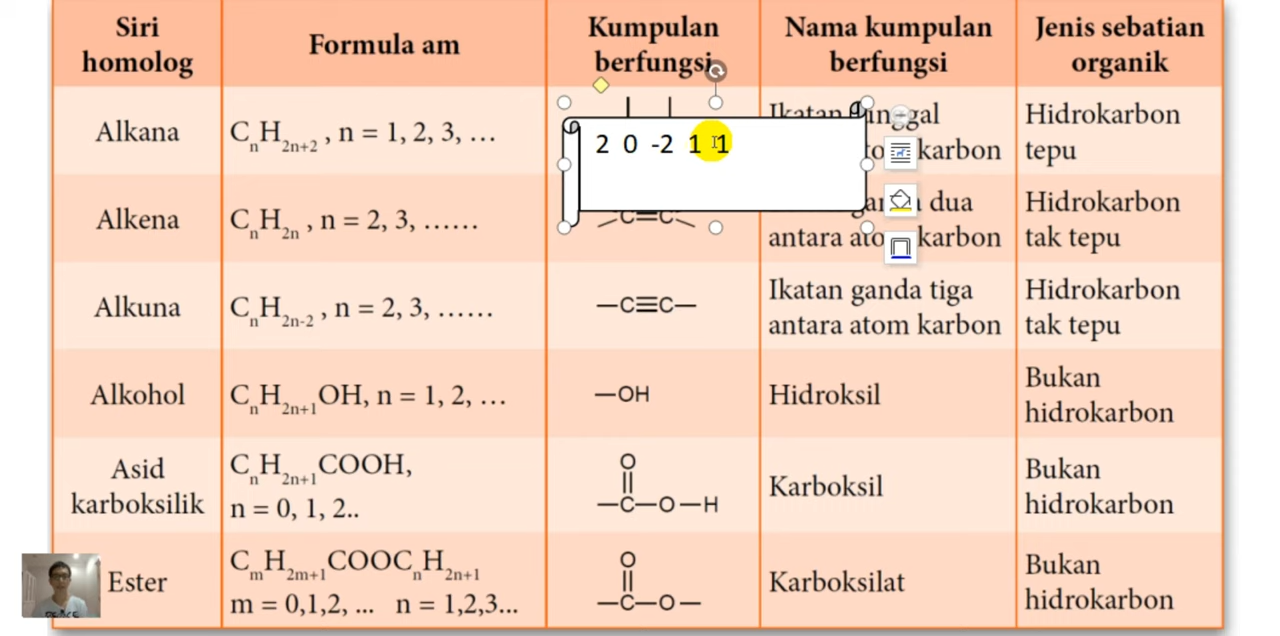 Siri homolog
Formula am
Kumpulan berfungsi
Nama kumpulan berfungsi
Jenis sebatian organik
Alkana
CₙH₂ₙ₊₂ , n = 1, 2, 3, …
2 0 -2 1 1
Ikatan
karbon
Hidrokarbon tepu
Alkena
CₙH₂ₙ , n = 2, 3, ……
C=C
dua
antara
karbon
Hidrokarbon tak tepu
Alkuna
CₙH₂ₙ₋₂ , n = 2, 3, ……
—C≡C—
Ikatan ganda tiga antara atom karbon
Hidrokarbon tak tepu
Alkohol
CₙH₂ₙ₊₁OH, n = 1, 2, …
—OH
Hidroksil
Bukan hidrokarbon
Asid karboksilik
CₙH₂ₙ₊₁COOH,
n = 0, 1, 2..
O
—C—O—H
Karboksil
Bukan hidrokarbon
Ester
CₘH₂ₘ₊₁COOCₙH₂ₙ₊₁
m = 0,1,2, ... n = 1,2,3...
O
—C—O—
Karboksilat
Bukan hidrokarbon